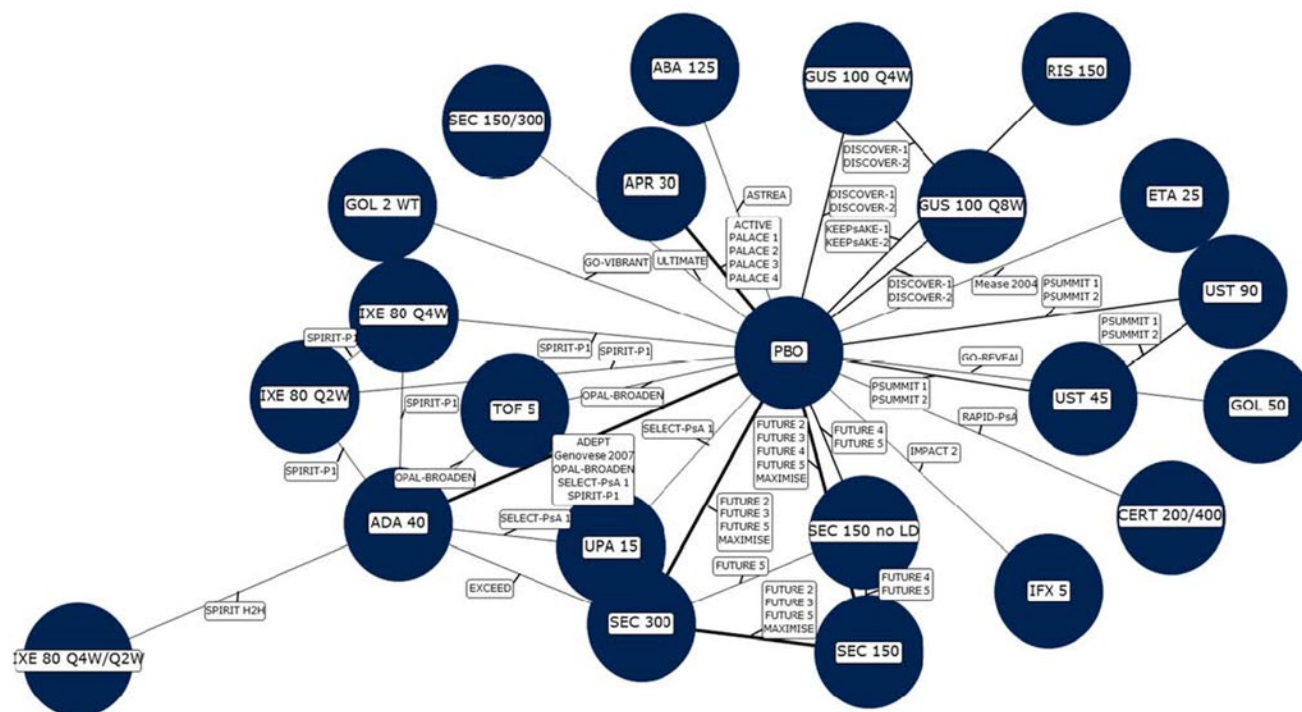 ABA 125
GUS 100 Q4W
RIS 150
SEC 150/300
DISCOVER-1
DISCOVER-2
APR 30
ASTREA
DISCOVER-1
DISCOVER-2
GUS 100 Q8W
ETA 25
GOL 2 WT
ACTIVE
PALACE 1
PALACE 2
PALACE 3
PALACE 4
KEEPsAKE-1
KEEPsAKE-2
GO-VIBRANT
ULTIMATE
DISCOVER-1
DISCOVER-2
Mease 2004
PSUMMIT 1
PSUMMIT 2
UST 90
IXE 80 Q4W
SPIRIT-P1
SPIRIT-P1
SPIRIT-P1
PBO
PSUMMIT 1
PSUMMIT 2
GO-REVEAL
IXE 80 Q2W
TOF 5
OPAL-BROADEN
PSUMMIT 1
PSUMMIT 2
UST 45
GOL 50
SPIRIT-P1
RAPID-PsA
SELECT-PsA 1
FUTURE 2
FUTURE 3
FUTURE 4
FUTURE 5
MAXIMISE
FUTURE 4
FUTURE 5
IMPACT 2
SPIRIT-P1
OPAL-BROADEN
ADEPT
Genovese 2007
OPAL-BROADEN
SELECT-PsA 1
SPIRIT-P1
ADA 40
SELECT-PsA 1
UPA 15
FUTURE 2
FUTURE 3
FUTURE 5
MAXIMISE
SEC 150 no LD
CERT 200/400
EXCEED
FUTURE 5
FUTURE 4
FUTURE 5
IFX 5
SPIRIT H2H
SEC 300
FUTURE 2
FUTURE 3
FUTURE 5
MAXIMISE
SEC 150
IXE 80 Q4W/Q2W